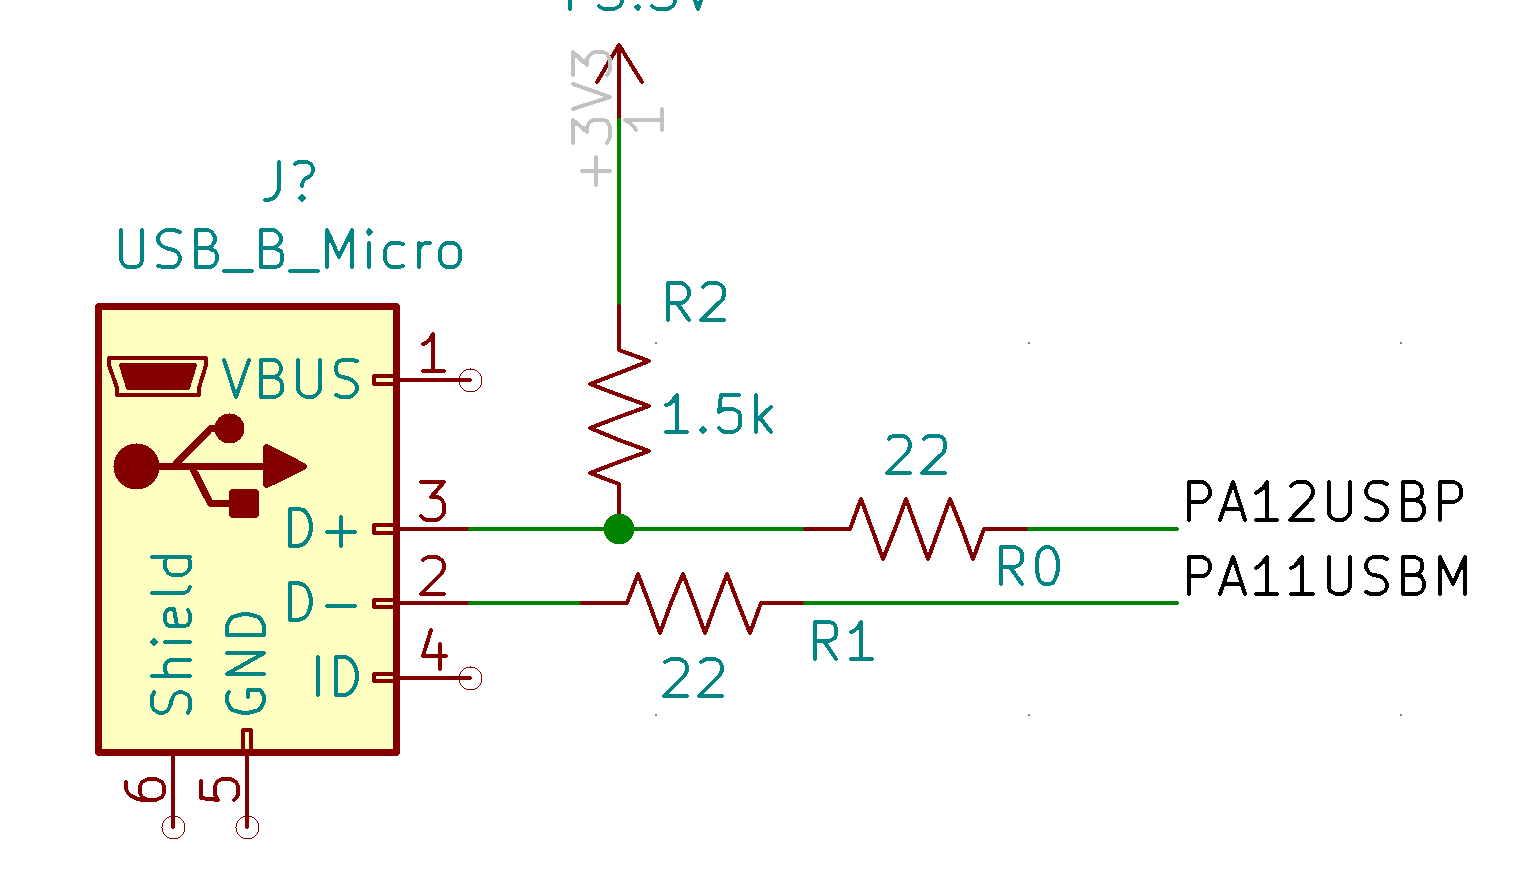 +3V3
1
J?
USB_B_Micro
R2
1.5k
VBUS
1
22
D+
3
PA12USBP
R0
D-
2
PA11USBM
R1
22
ID
4
Shield
GND
6
5